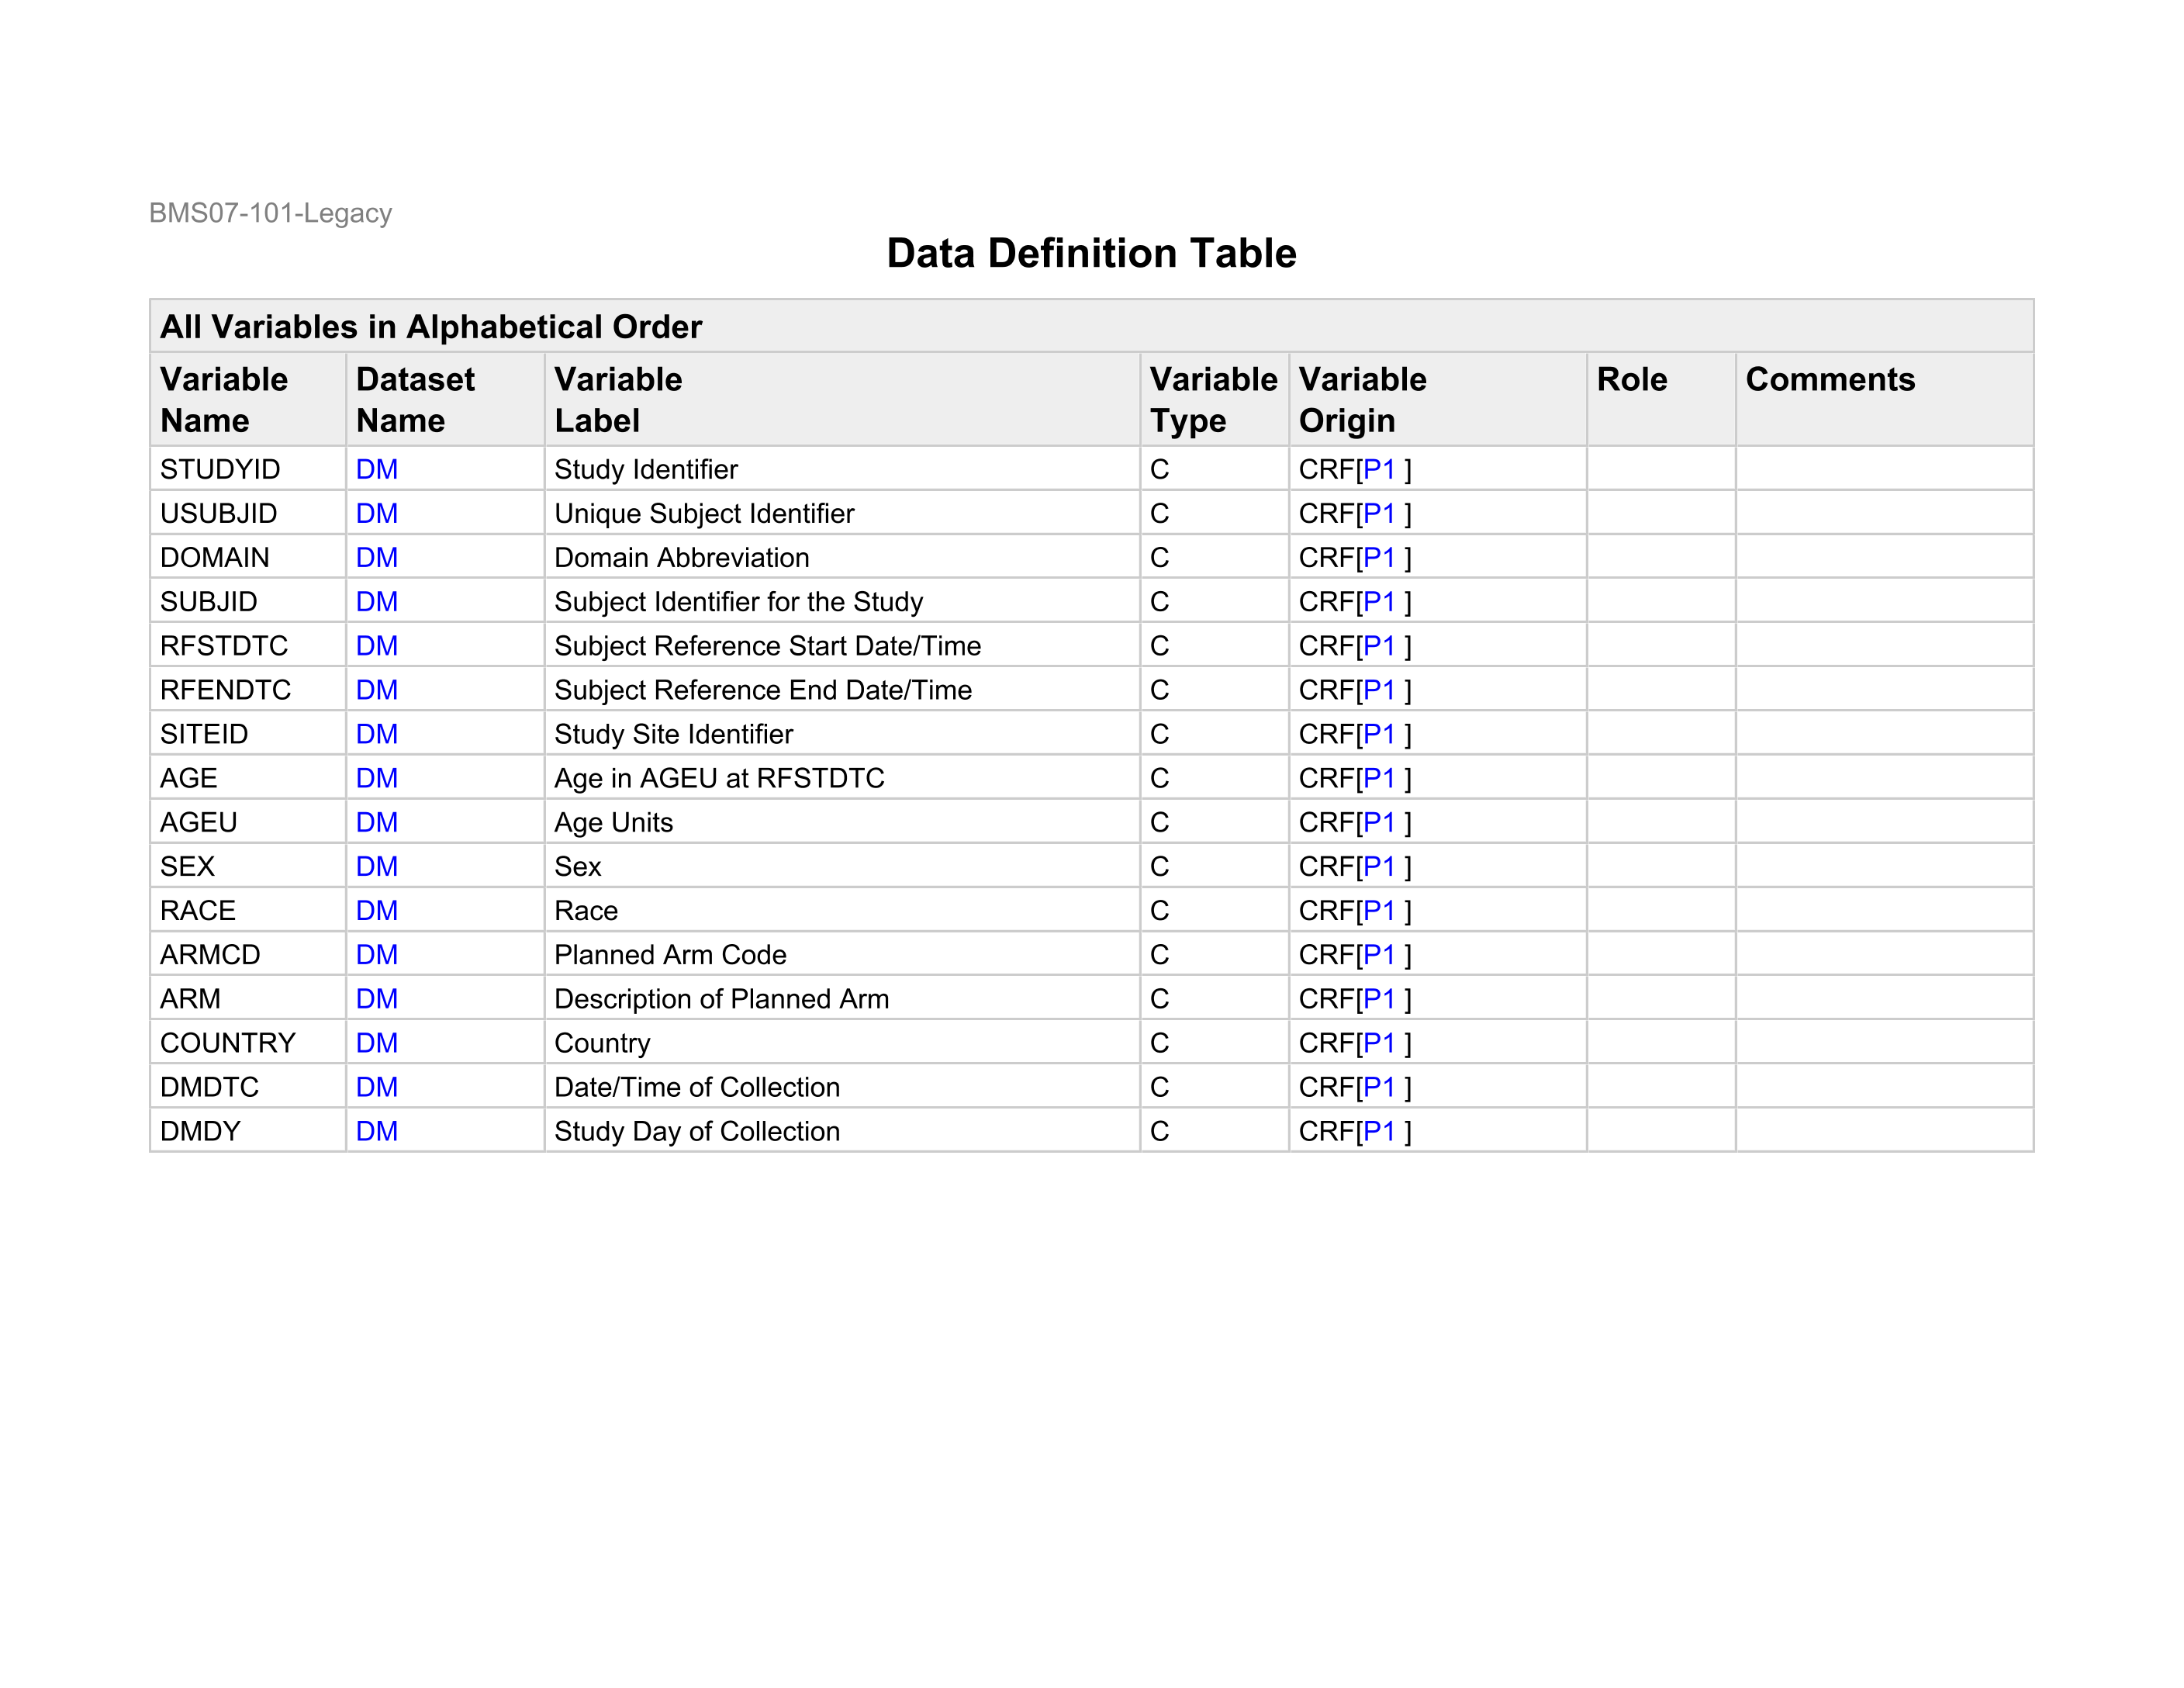 BMS07-101-Legacy
Data Definition Table
All Variables in Alphabetical Order
Variable Name Dataset Name Variable Label Variable Type Variable Origin Role Comments
STUDYID DM Study Identifier C CRF[P1 ]
USUBJID DM Unique Subject Identifier C CRF[P1 ]
DOMAIN DM Domain Abbreviation C CRF[P1 ]
SUBJID DM Subject Identifier for the Study C CRF[P1 ]
RFSTDTC DM Subject Reference Start Date/Time C CRF[P1 ]
RFENDTC DM Subject Reference End Date/Time C CRF[P1 ]
SITEID DM Study Site Identifier C CRF[P1 ]
AGE DM Age in AGEU at RFSTDTC C CRF[P1 ]
AGEU DM Age Units C CRF[P1 ]
SEX DM Sex C CRF[P1 ]
RACE DM Race C CRF[P1 ]
ARMCD DM Planned Arm Code C CRF[P1 ]
ARM DM Description of Planned Arm C CRF[P1 ]
COUNTRY DM Country C CRF[P1 ]
DMDTC DM Date/Time of Collection C CRF[P1 ]
DMDY DM Study Day of Collection C CRF[P1 ]